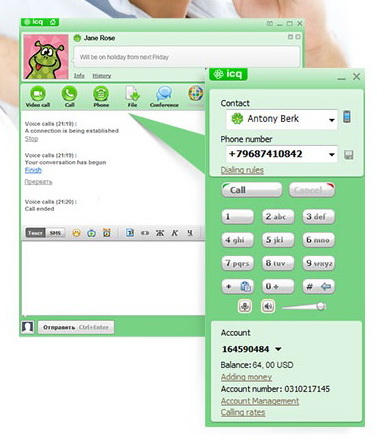 icq
Jane Rose
Will be on holiday from next Friday
Info History
Video call Call Phone File Conference
Voice calls (21:19) :
A connection is being established
Stop
Voice calls (21:19) :
Your conversation has begun
Finish
Прервать
Voice calls (21:20) :
Call ended
Текст SMS Ж К Ч
Отправить Ctrl+Enter
icq
Contact
Antony Berk
Phone number
+79687410842
Dialing rules
Call Cancel
1 2 abc 3 def
4 ghi 5 jkl 6 mno
7 pqrs 8 tuv 9 wxyz
+ 0 + #
Account
164590484
Balance: 64, 00 USD
Adding money
Account number: 0310217145
Account Management
Calling rates